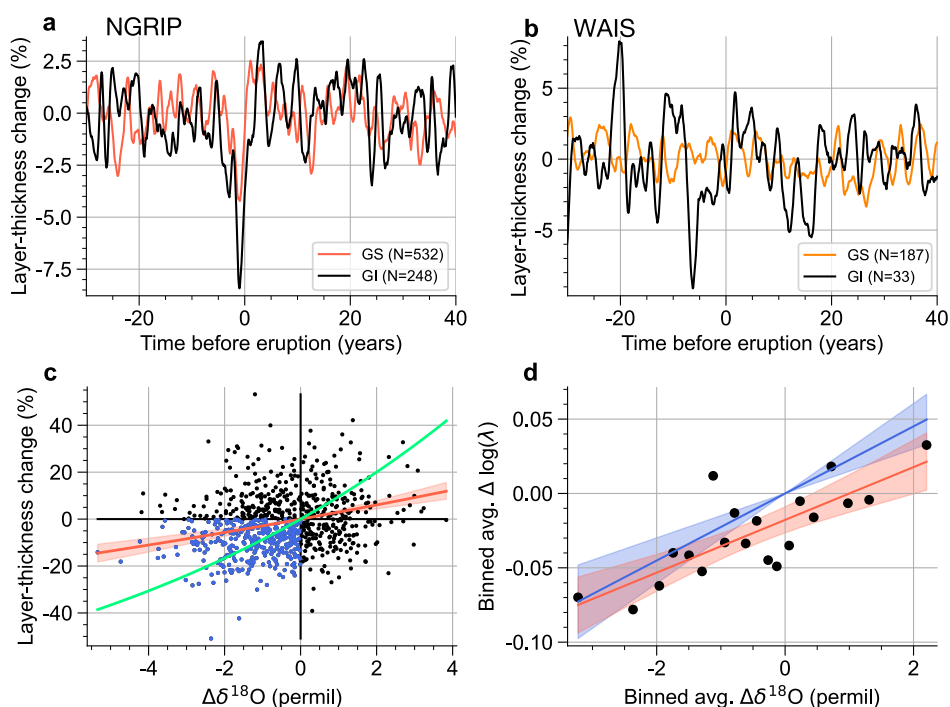 a NGRIP
Layer-thickness change (%)
2.5
0.0
-2.5
-5.0
-7.5
-20 0 20 40
Time before eruption (years)
GS (N=532)
GI (N=248)
b WAIS
Layer-thickness change (%)
5
0
-5
-20 0 20 40
Time before eruption (years)
GS (N=187)
GI (N=33)
c
Layer-thickness change (%)
40
20
0
-20
-40
-4 -2 0 2 4
Δδ¹⁸O (permil)
d
Binned avg. Δ log(λ)
0.05
0.00
-0.05
-0.10
-2 0 2
Binned avg. Δδ¹⁸O (permil)